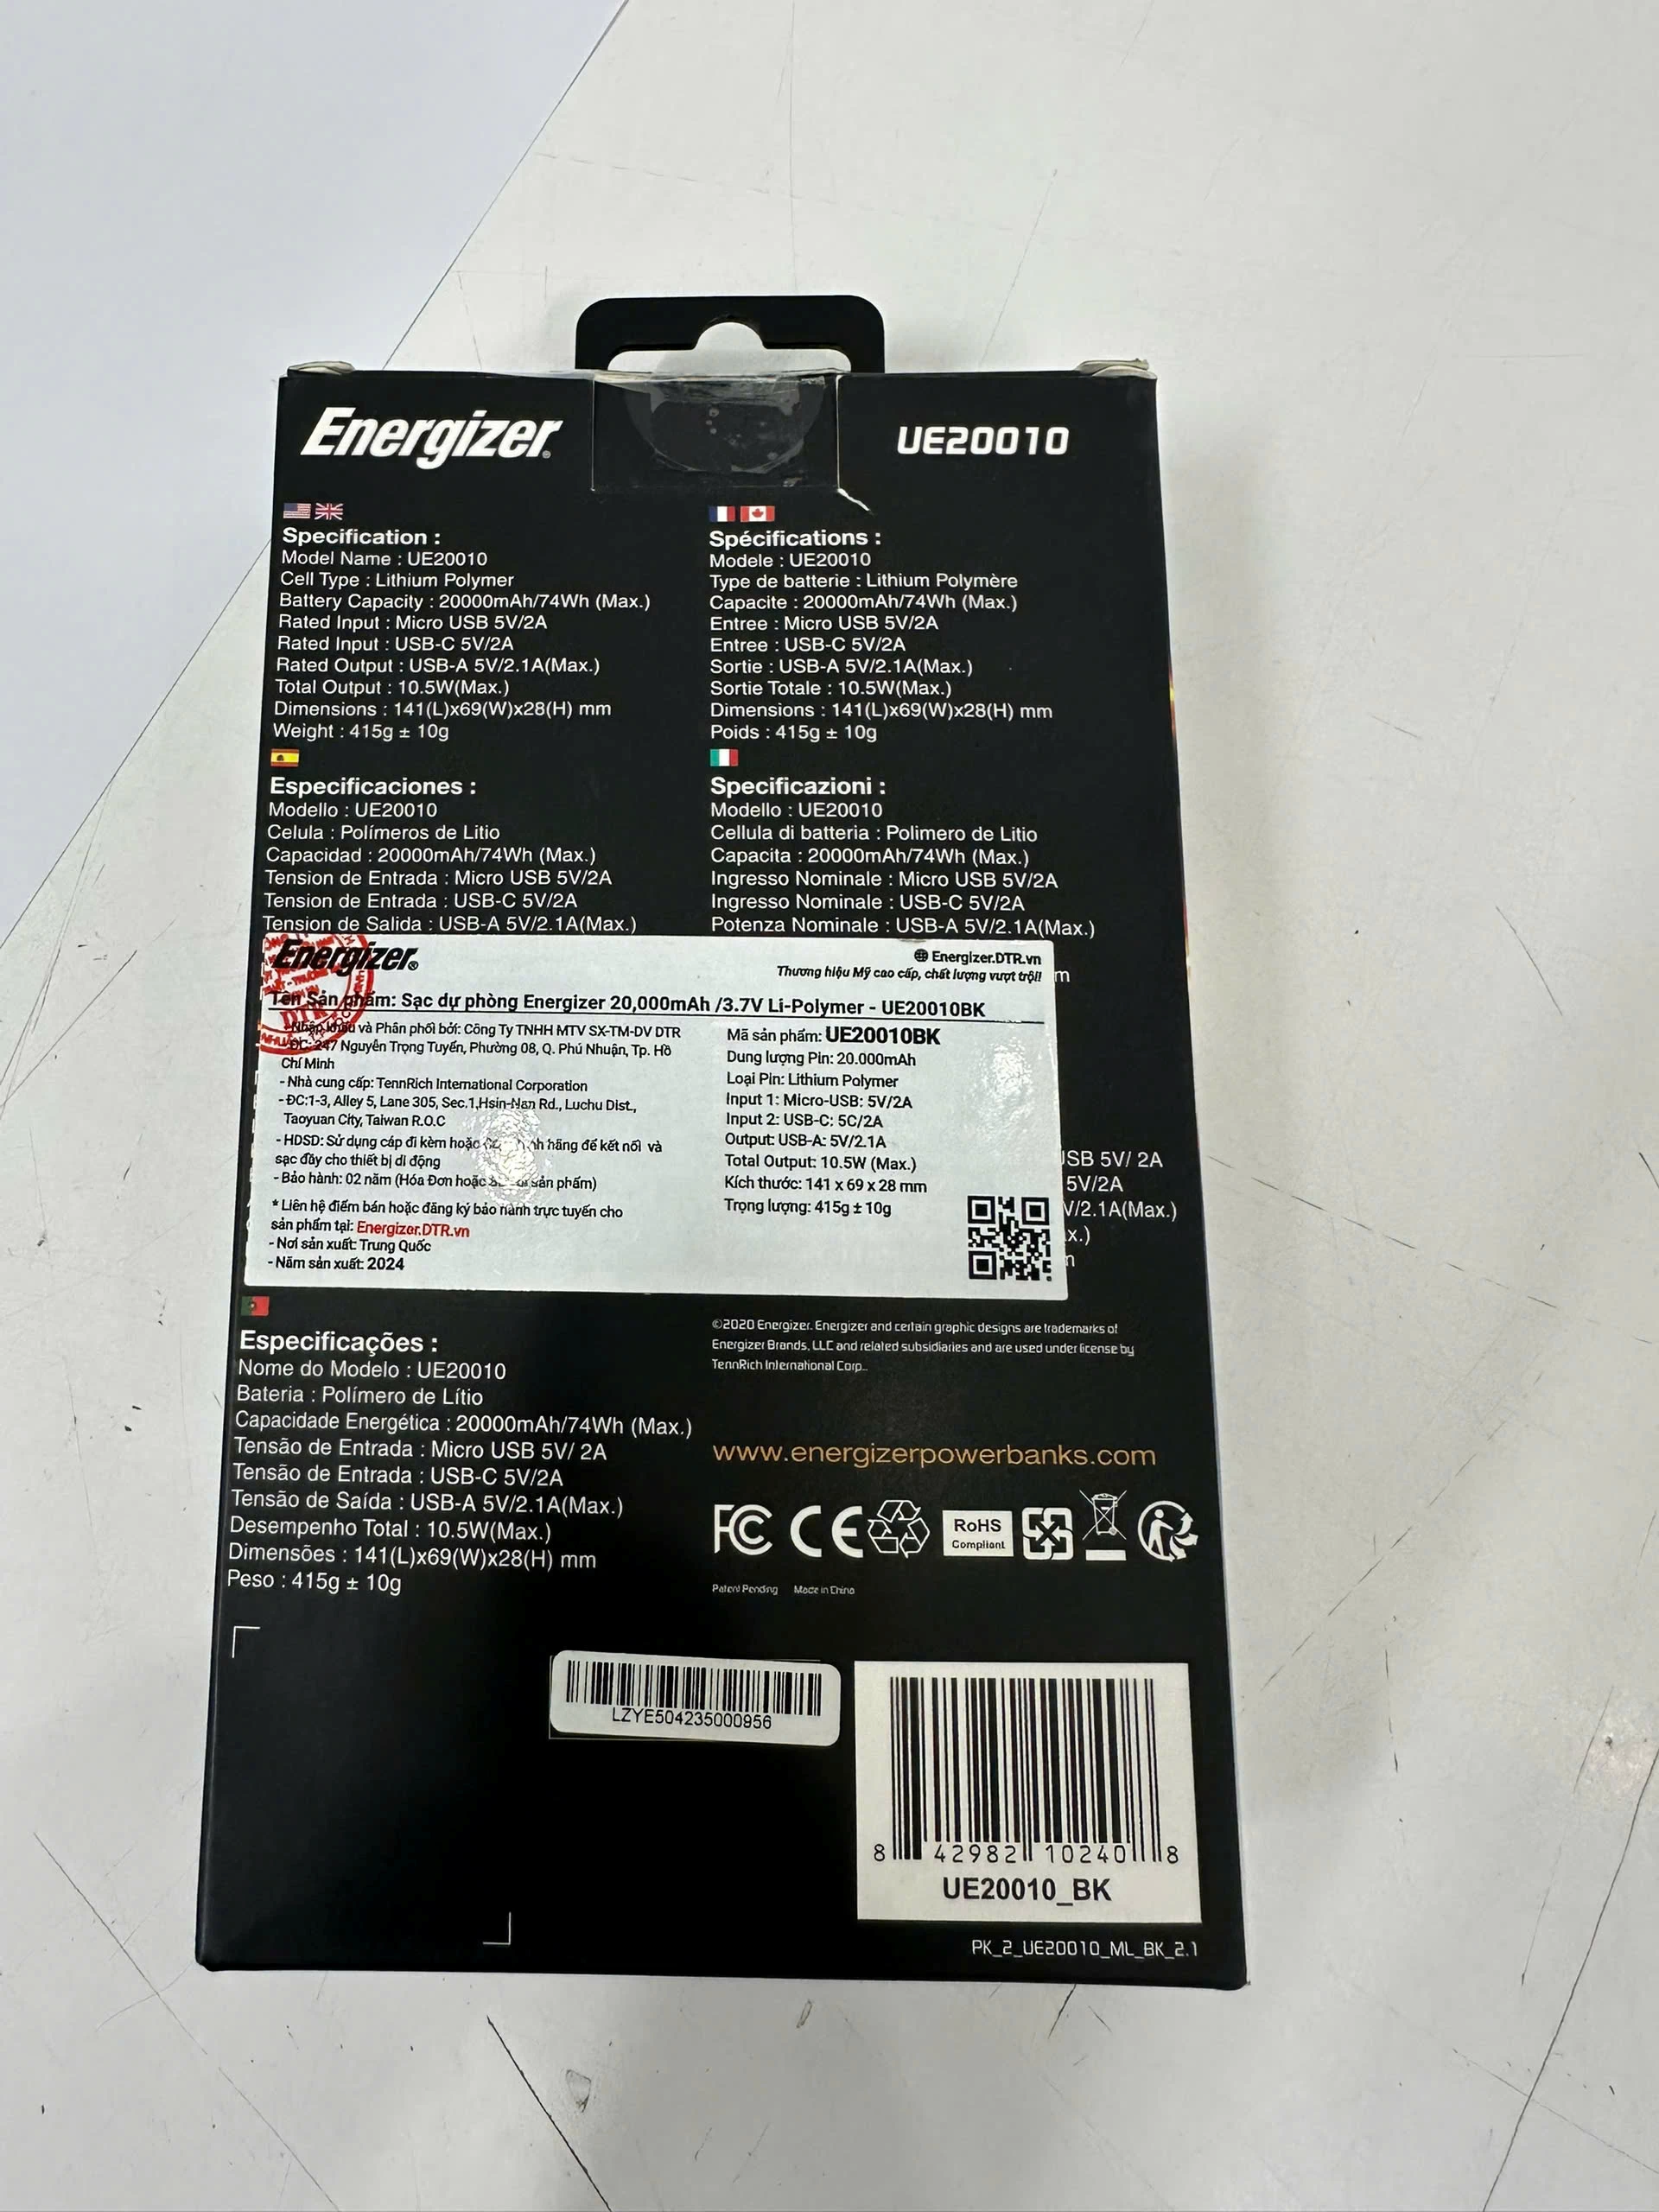 Energizer®
UE20010
Specification :
Model Name : UE20010
Cell Type : Lithium Polymer
Battery Capacity : 20000mAh/74Wh (Max.)
Rated Input : Micro USB 5V/2A
Rated Input : USB-C 5V/2A
Rated Output : USB-A 5V/2.1A(Max.)
Total Output : 10.5W(Max.)
Dimensions : 141(L)x69(W)x28(H) mm
Weight : 415g ± 10g
Spécifications :
Modele : UE20010
Type de batterie : Lithium Polymère
Capacite : 20000mAh/74Wh (Max.)
Entree : Micro USB 5V/2A
Entree : USB-C 5V/2A
Sortie : USB-A 5V/2.1A(Max.)
Sortie Totale : 10.5W(Max.)
Dimensions : 141(L)x69(W)x28(H) mm
Poids : 415g ± 10g
Especificaciones :
Modello : UE20010
Celula : Polímeros de Litio
Capacidad : 20000mAh/74Wh (Max.)
Tension de Entrada : Micro USB 5V/2A
Tension de Entrada : USB-C 5V/2A
Tension de Salida : USB-A 5V/2.1A(Max.)
Specificazioni :
Modello : UE20010
Cellula di batteria : Polimero de Litio
Capacita : 20000mAh/74Wh (Max.)
Ingresso Nominale : Micro USB 5V/2A
Ingresso Nominale : USB-C 5V/2A
Potenza Nominale : USB-A 5V/2.1A(Max.)
m
Energizer®
Energizer.DTR.vn
Thương hiệu Mỹ cao cấp, chất lượng vượt trội!
DTR
Tên Sản phẩm: Sạc dự phòng Energizer 20,000mAh /3.7V Li-Polymer - UE20010BK
- Nhập khẩu và Phân phối bởi: Công Ty TNHH MTV SX-TM-DV DTR
- ĐC: 247 Nguyễn Trọng Tuyển, Phường 08, Q. Phú Nhuận, Tp. Hồ
Chí Minh
- Nhà cung cấp: TennRich International Corporation
- ĐC:1-3, Alley 5, Lane 305, Sec.1,Hsin-Nan Rd., Luchu Dist.,
Taoyuan City, Taiwan R.O.C
- HDSD: Sử dụng cáp đi kèm hoặc hãng để kết nối và
sạc đầy cho thiết bị di động
- Bảo hành: 02 năm (Hóa Đơn hoặc sản phẩm)
* Liên hệ điểm bán hoặc đăng ký bảo hành trực tuyến cho
sản phẩm tại: Energizer.DTR.vn
- Nơi sản xuất: Trung Quốc
- Năm sản xuất: 2024
Mã sản phẩm: UE20010BK
Dung lượng Pin: 20.000mAh
Loại Pin: Lithium Polymer
Input 1: Micro-USB: 5V/2A
Input 2: USB-C: 5C/2A
Output: USB-A: 5V/2.1A
Total Output: 10.5W (Max.)
Kích thước: 141 x 69 x 28 mm
Trọng lượng: 415g ± 10g
SB 5V/ 2A
5V/2A
V/2.1A(Max.)
x.)
Especificações :
Nome do Modelo : UE20010
Bateria : Polímero de Lítio
Capacidade Energética : 20000mAh/74Wh (Max.)
Tensão de Entrada : Micro USB 5V/ 2A
Tensão de Entrada : USB-C 5V/2A
Tensão de Saída : USB-A 5V/2.1A(Max.)
Desempenho Total : 10.5W(Max.)
Dimensões : 141(L)x69(W)x28(H) mm
Peso : 415g ± 10g
©2020 Energizer. Energizer and certain graphic designs are trademarks of
Energizer Brands, LLC and related subsidiaries and are used under license by
TennRich International Corp..
www.energizerpowerbanks.com
FC CE
RoHS
Compliant
Patent Pending Made in China
LZYE504235000956
8 42982 10240 8
UE20010_BK
PK_2_UE20010_ML_BK_2.1